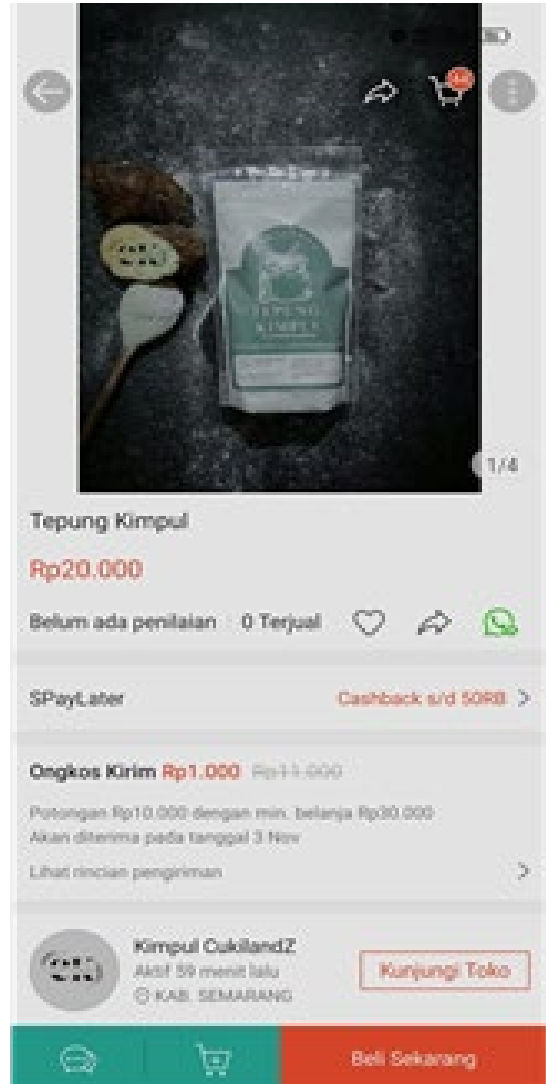 1/4
TEPUNG
KIMPUL
Tepung Kimpul
Rp20.000
Belum ada penilaian 0 Terjual
SPayLater Cashback s/d 50RB >
Ongkos Kirim Rp1.000 Rp11.000
Potongan Rp10.000 dengan min. belanja Rp30.000
Akan diterima pada tanggal 3 Nov
Lihat rincian pengiriman >
Kimpul CukilandZ
Aktif 59 menit lalu
KAB. SEMARANG
Kunjungi Toko
Beli Sekarang